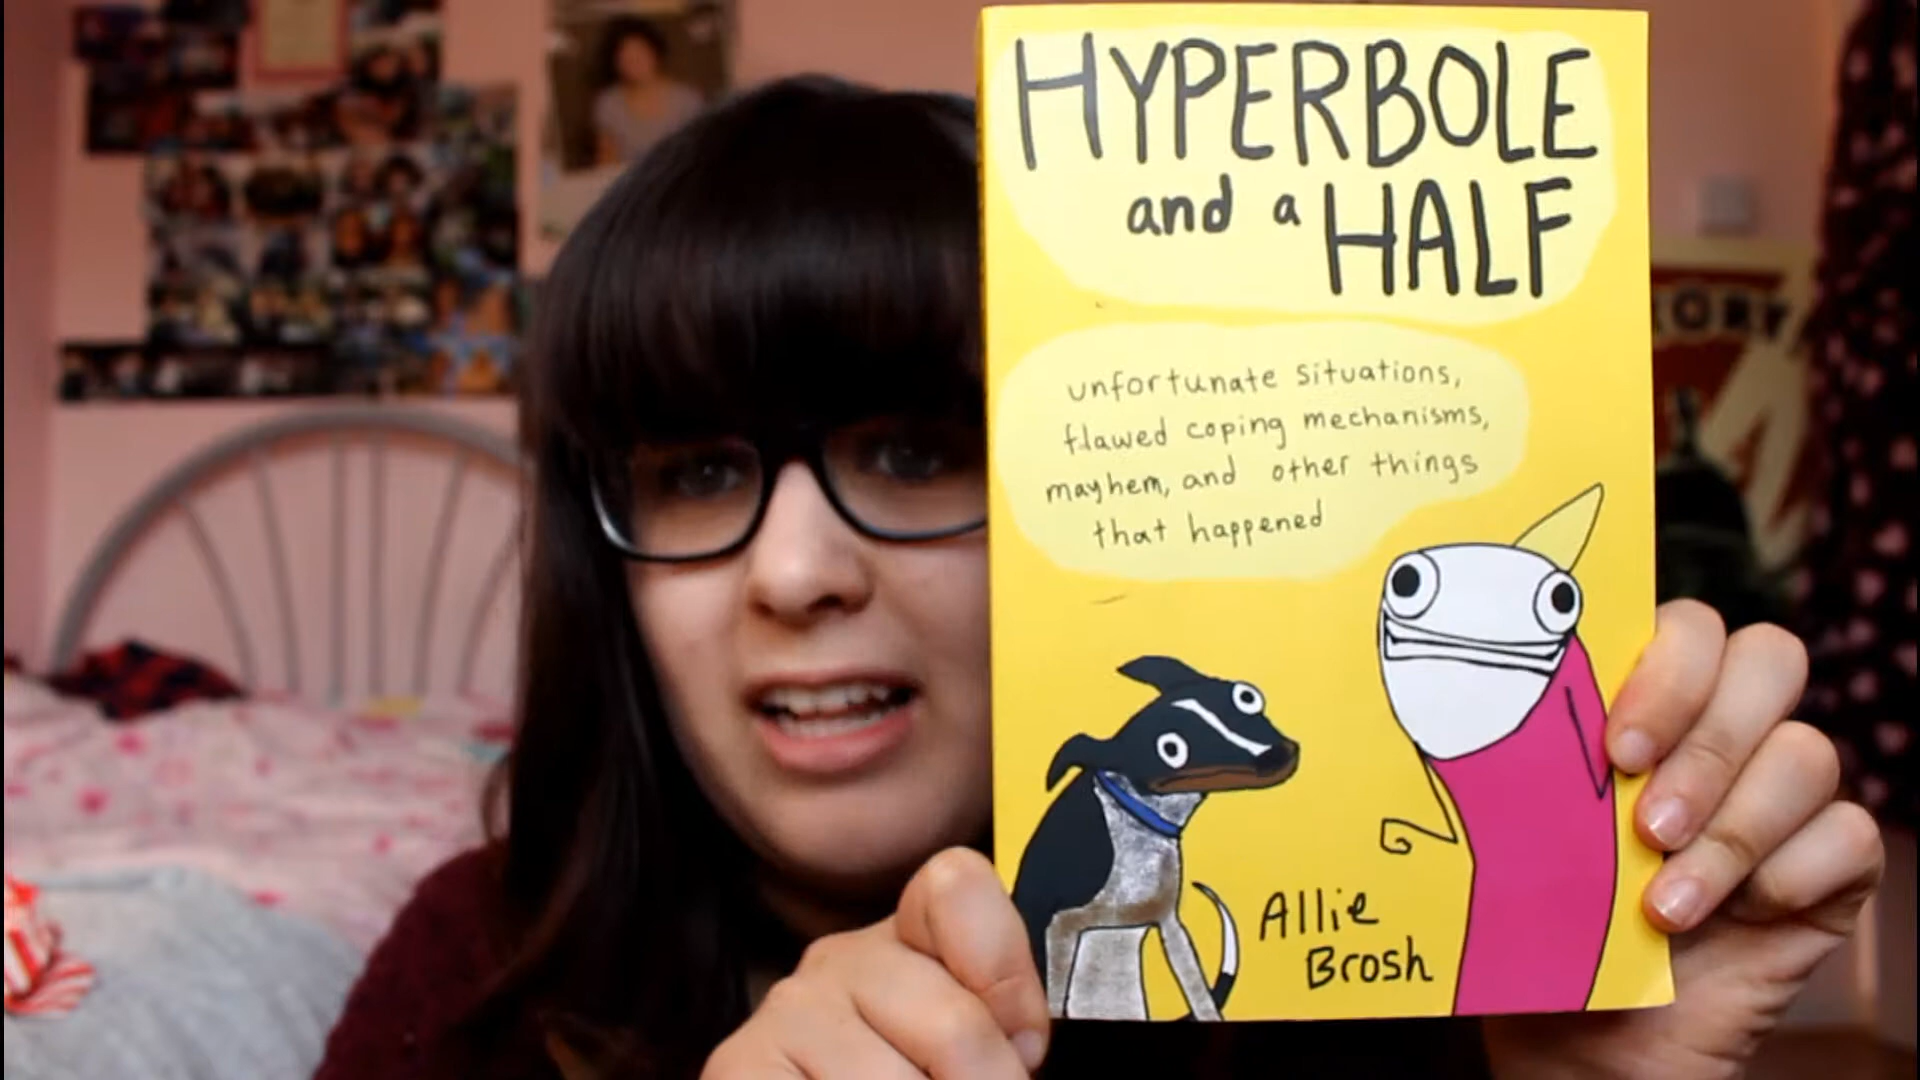 HYPERBOLE
and a HALF
unfortunate situations,
flawed coping mechanisms,
mayhem, and other things
that happened
Allie
Brosh